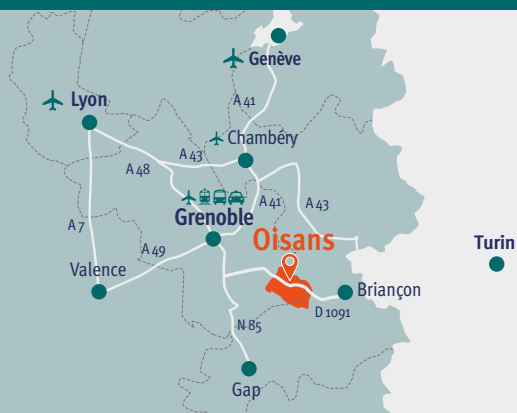 Genève
Lyon
A 41
Chambéry
A 43
A 48
Grenoble
A 41
A 43
A 7
Oisans
Turin
A 49
Valence
Briançon
D 1091
N 85
Gap